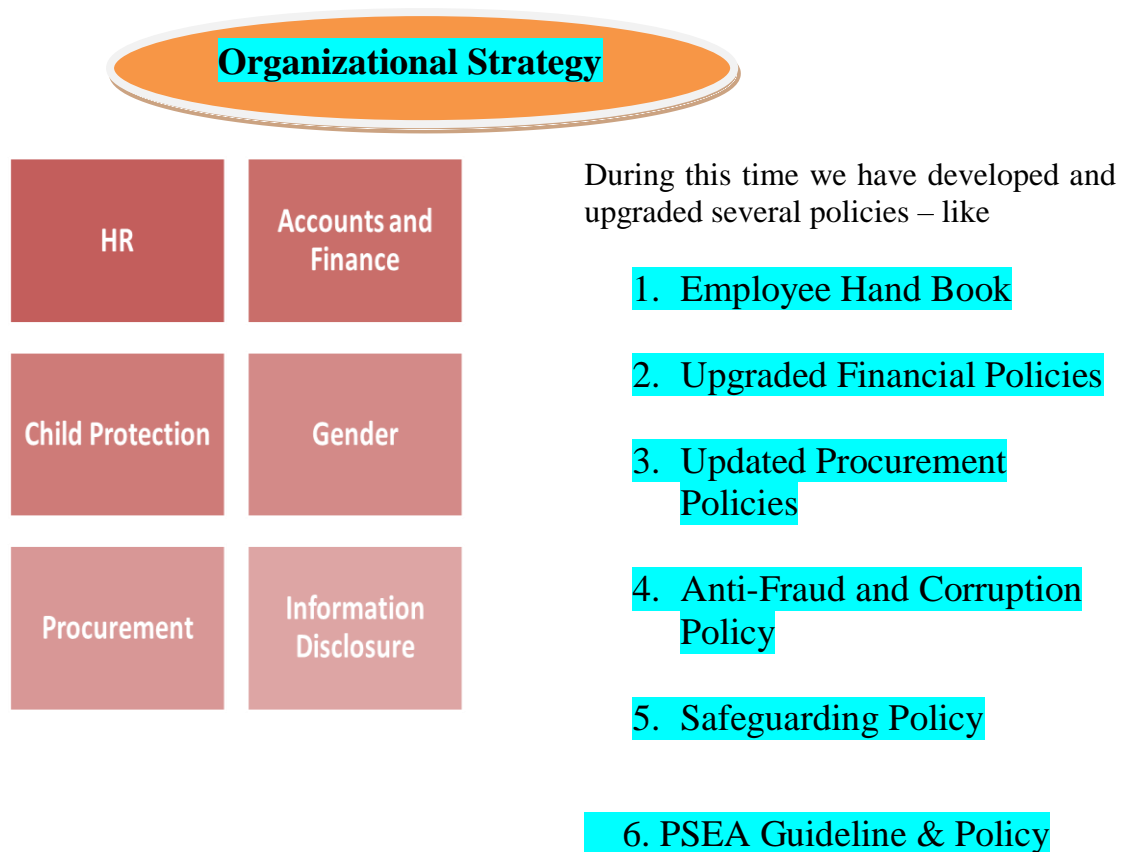 Organizational Strategy
HR
Accounts and
Finance
Child Protection
Gender
Procurement
Information
Disclosure
During this time we have developed and
upgraded several policies – like
1. Employee Hand Book
2. Upgraded Financial Policies
3. Updated Procurement
Policies
4. Anti-Fraud and Corruption
Policy
5. Safeguarding Policy
6. PSEA Guideline & Policy